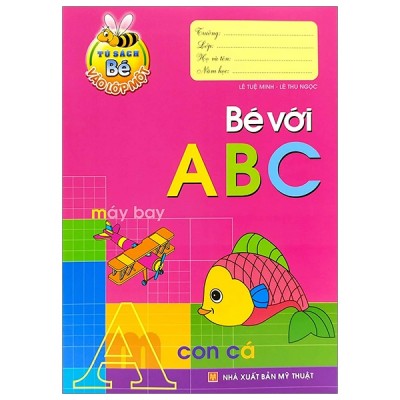 TỦ SÁCH
Bé
VÀO LỚP MỘT
Trường:
Lớp:
Họ và tên:
Năm học:
LÊ TUỆ MINH - LÊ THU NGỌC
Bé với
ABC
máy bay
A
m
con cá
NHÀ XUẤT BẢN MỸ THUẬT